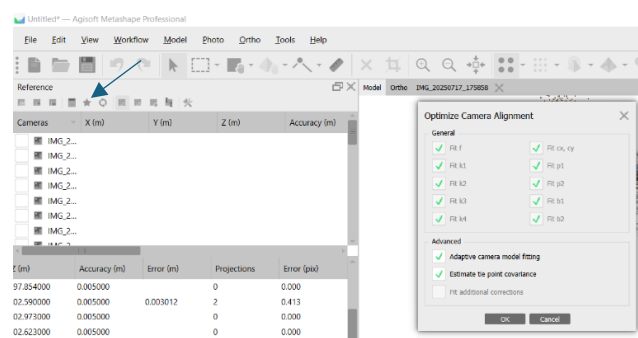 Untitled* — Agisoft Metashape Professional
File Edit View Workflow Model Photo Ortho Tools Help
Reference
Model Ortho IMG_20250717_175858
Cameras X (m) Y (m) Z (m) Accuracy (m)
IMG_2...
IMG_2...
IMG_2...
IMG_2...
IMG_2...
Z (m) Accuracy (m) Error (m) Projections Error (pix)
97.854000 0.005000 0 0.000
02.590000 0.005000 0.003012 2 0.413
02.973000 0.005000 0 0.000
02.623000 0.005000 0 0.000
Optimize Camera Alignment
General
Fit f Fit cx, cy
Fit k1 Fit p1
Fit k2 Fit p2
Fit k3 Fit b1
Fit k4 Fit b2
Advanced
Adaptive camera model fitting
Estimate tie point covariance
Fit additional corrections
OK Cancel